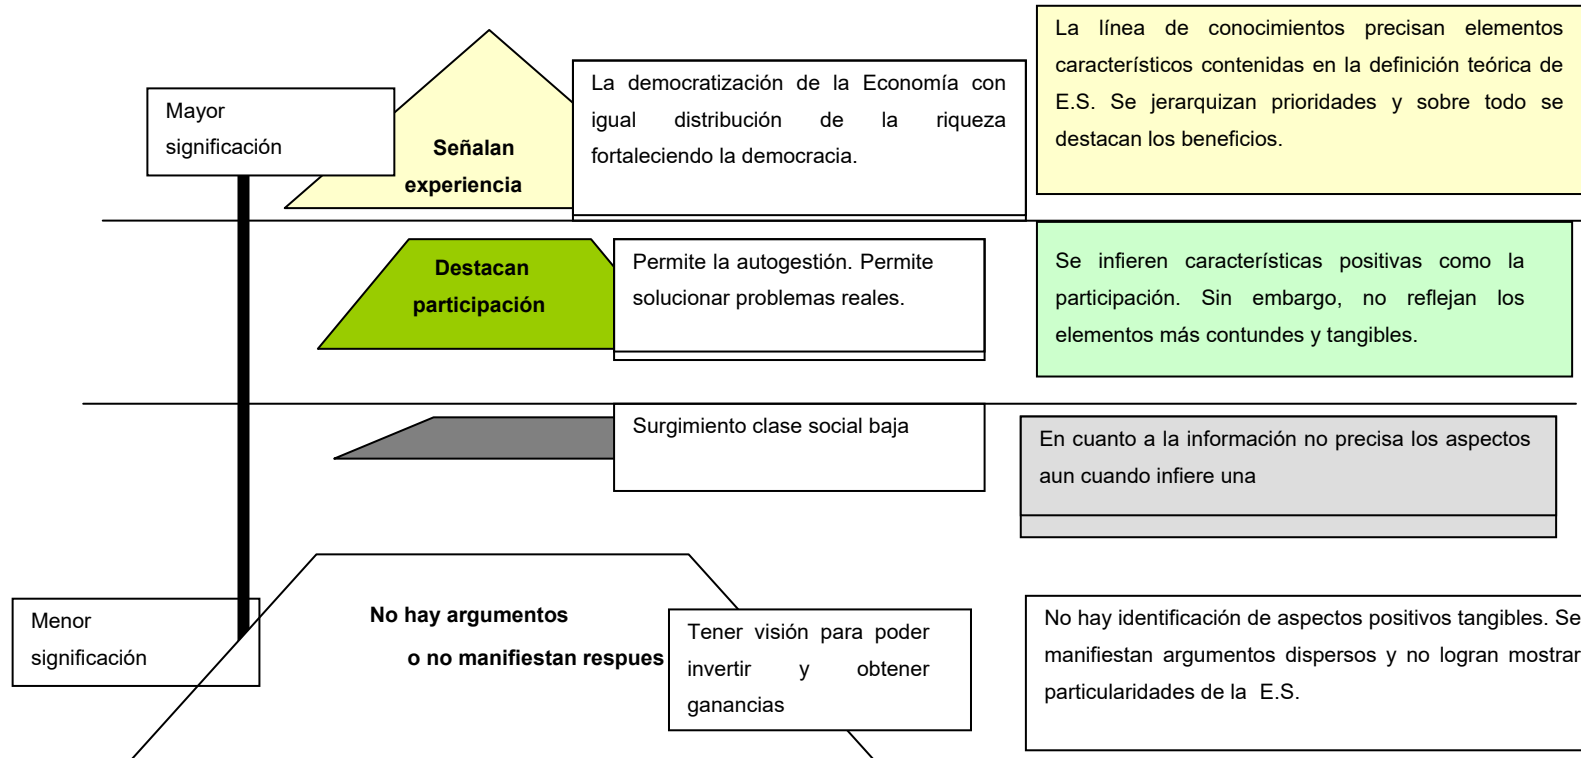 Mayor
significación
Señalan
experiencia
La democratización de la Economía con
igual distribución de la riqueza
fortaleciendo la democracia.
La línea de conocimientos precisan elementos
característicos contenidas en la definición teórica de
E.S. Se jerarquizan prioridades y sobre todo se
destacan los beneficios.
Destacan
participación
Permite la autogestión. Permite
solucionar problemas reales.
Se infieren características positivas como la
participación. Sin embargo, no reflejan los
elementos más contundes y tangibles.
Surgimiento clase social baja
En cuanto a la información no precisa los aspectos
aun cuando infiere una
Menor
significación
No hay argumentos
o no manifiestan respues
Tener visión para poder
invertir y obtener
ganancias
No hay identificación de aspectos positivos tangibles. Se
manifiestan argumentos dispersos y no logran mostrar
particularidades de la E.S.